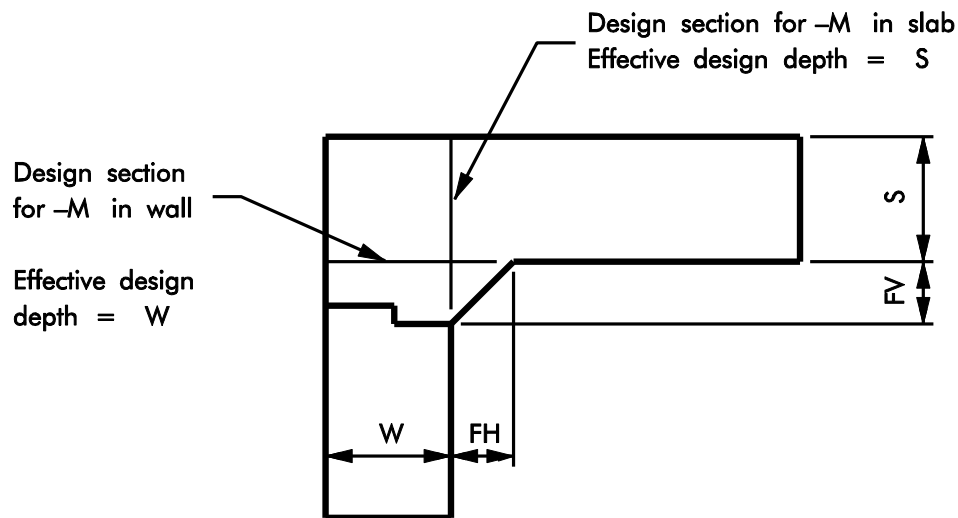 Design section for –M in slab
Effective design depth = S
Design section
for –M in wall
Effective design
depth = W
S
FV
W
FH